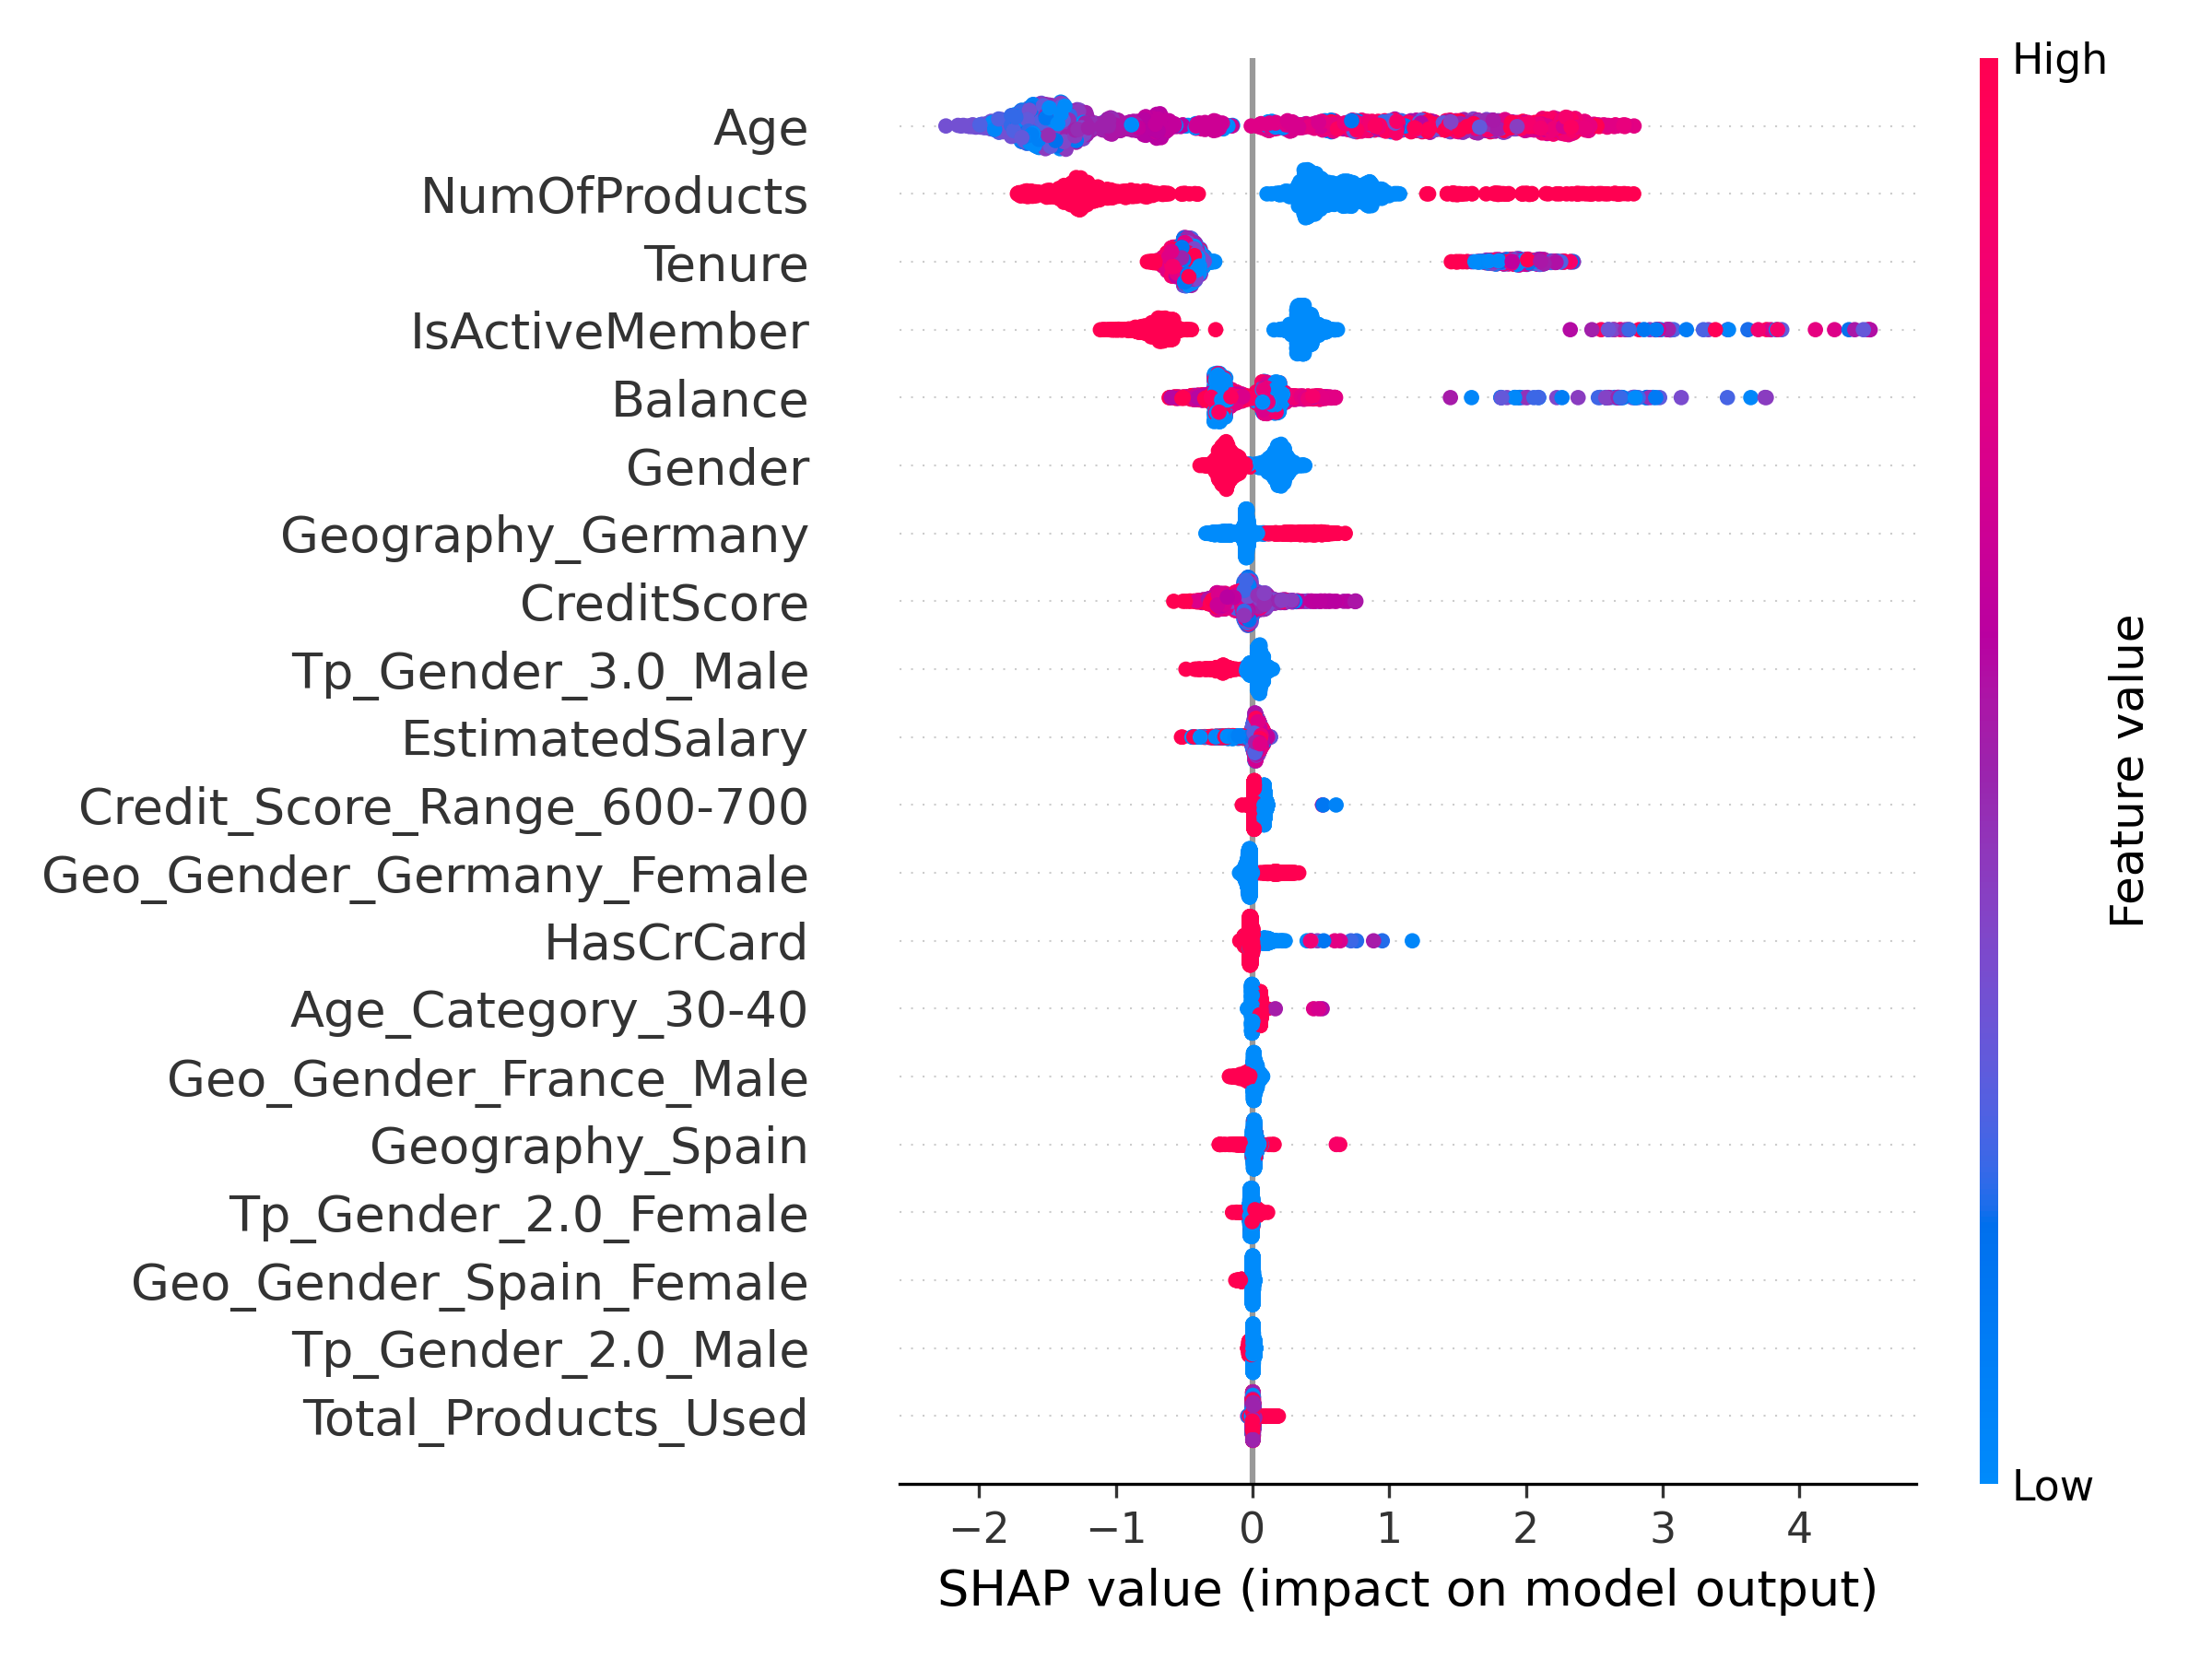 High
Age
NumOfProducts
Tenure
IsActiveMember
Balance
Gender
Geography_Germany
CreditScore
Tp_Gender_3.0_Male
EstimatedSalary
Credit_Score_Range_600-700
Geo_Gender_Germany_Female
HasCrCard
Age_Category_30-40
Geo_Gender_France_Male
Geography_Spain
Tp_Gender_2.0_Female
Geo_Gender_Spain_Female
Tp_Gender_2.0_Male
Total_Products_Used
Feature value
Low
−2 −1 0 1 2 3 4
SHAP value (impact on model output)